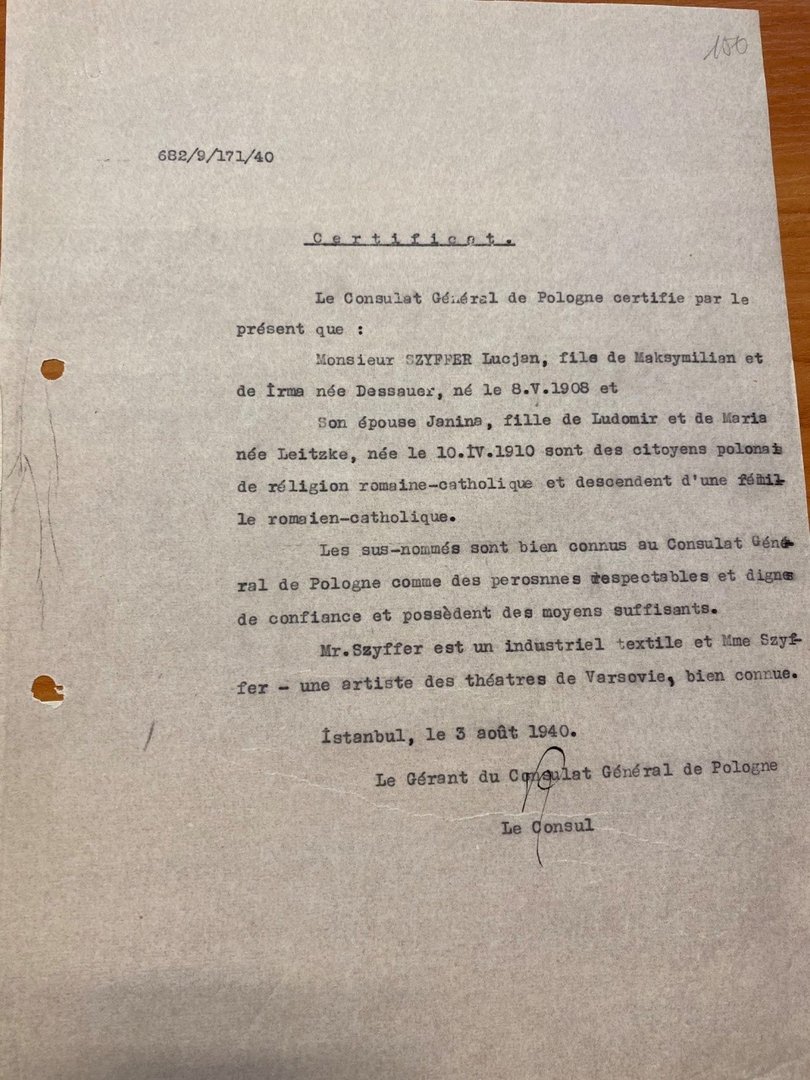 150
682/9/171/40
Certificat.
Le Consulat Général de Pologne certifie par le
présent que :
Monsieur SZYFFER Lucjan, fils de Maksymilian et
de İrma née Dessauer, né le 8.V.1908 et
Son épouse Janina, fille de Ludomir et de Maria
née Leitzke, née le 10.İV.1910 sont des citoyens polonais
de réligion romaine-catholique et descendent d'une famil-
le romaien-catholique.
Les sus-nommés sont bien connus au Consulat Géné-
ral de Pologne comme des perosnnes respectables et dignes
de confiance et possèdent des moyens suffisants.
Mr.Szyffer est un industriel textile et Mme Szyf-
fer - une artiste des théatres de Varsovie, bien connue.
İstanbul, le 3 août 1940.
Le Gérant du Consulat Général de Pologne
Le Consul